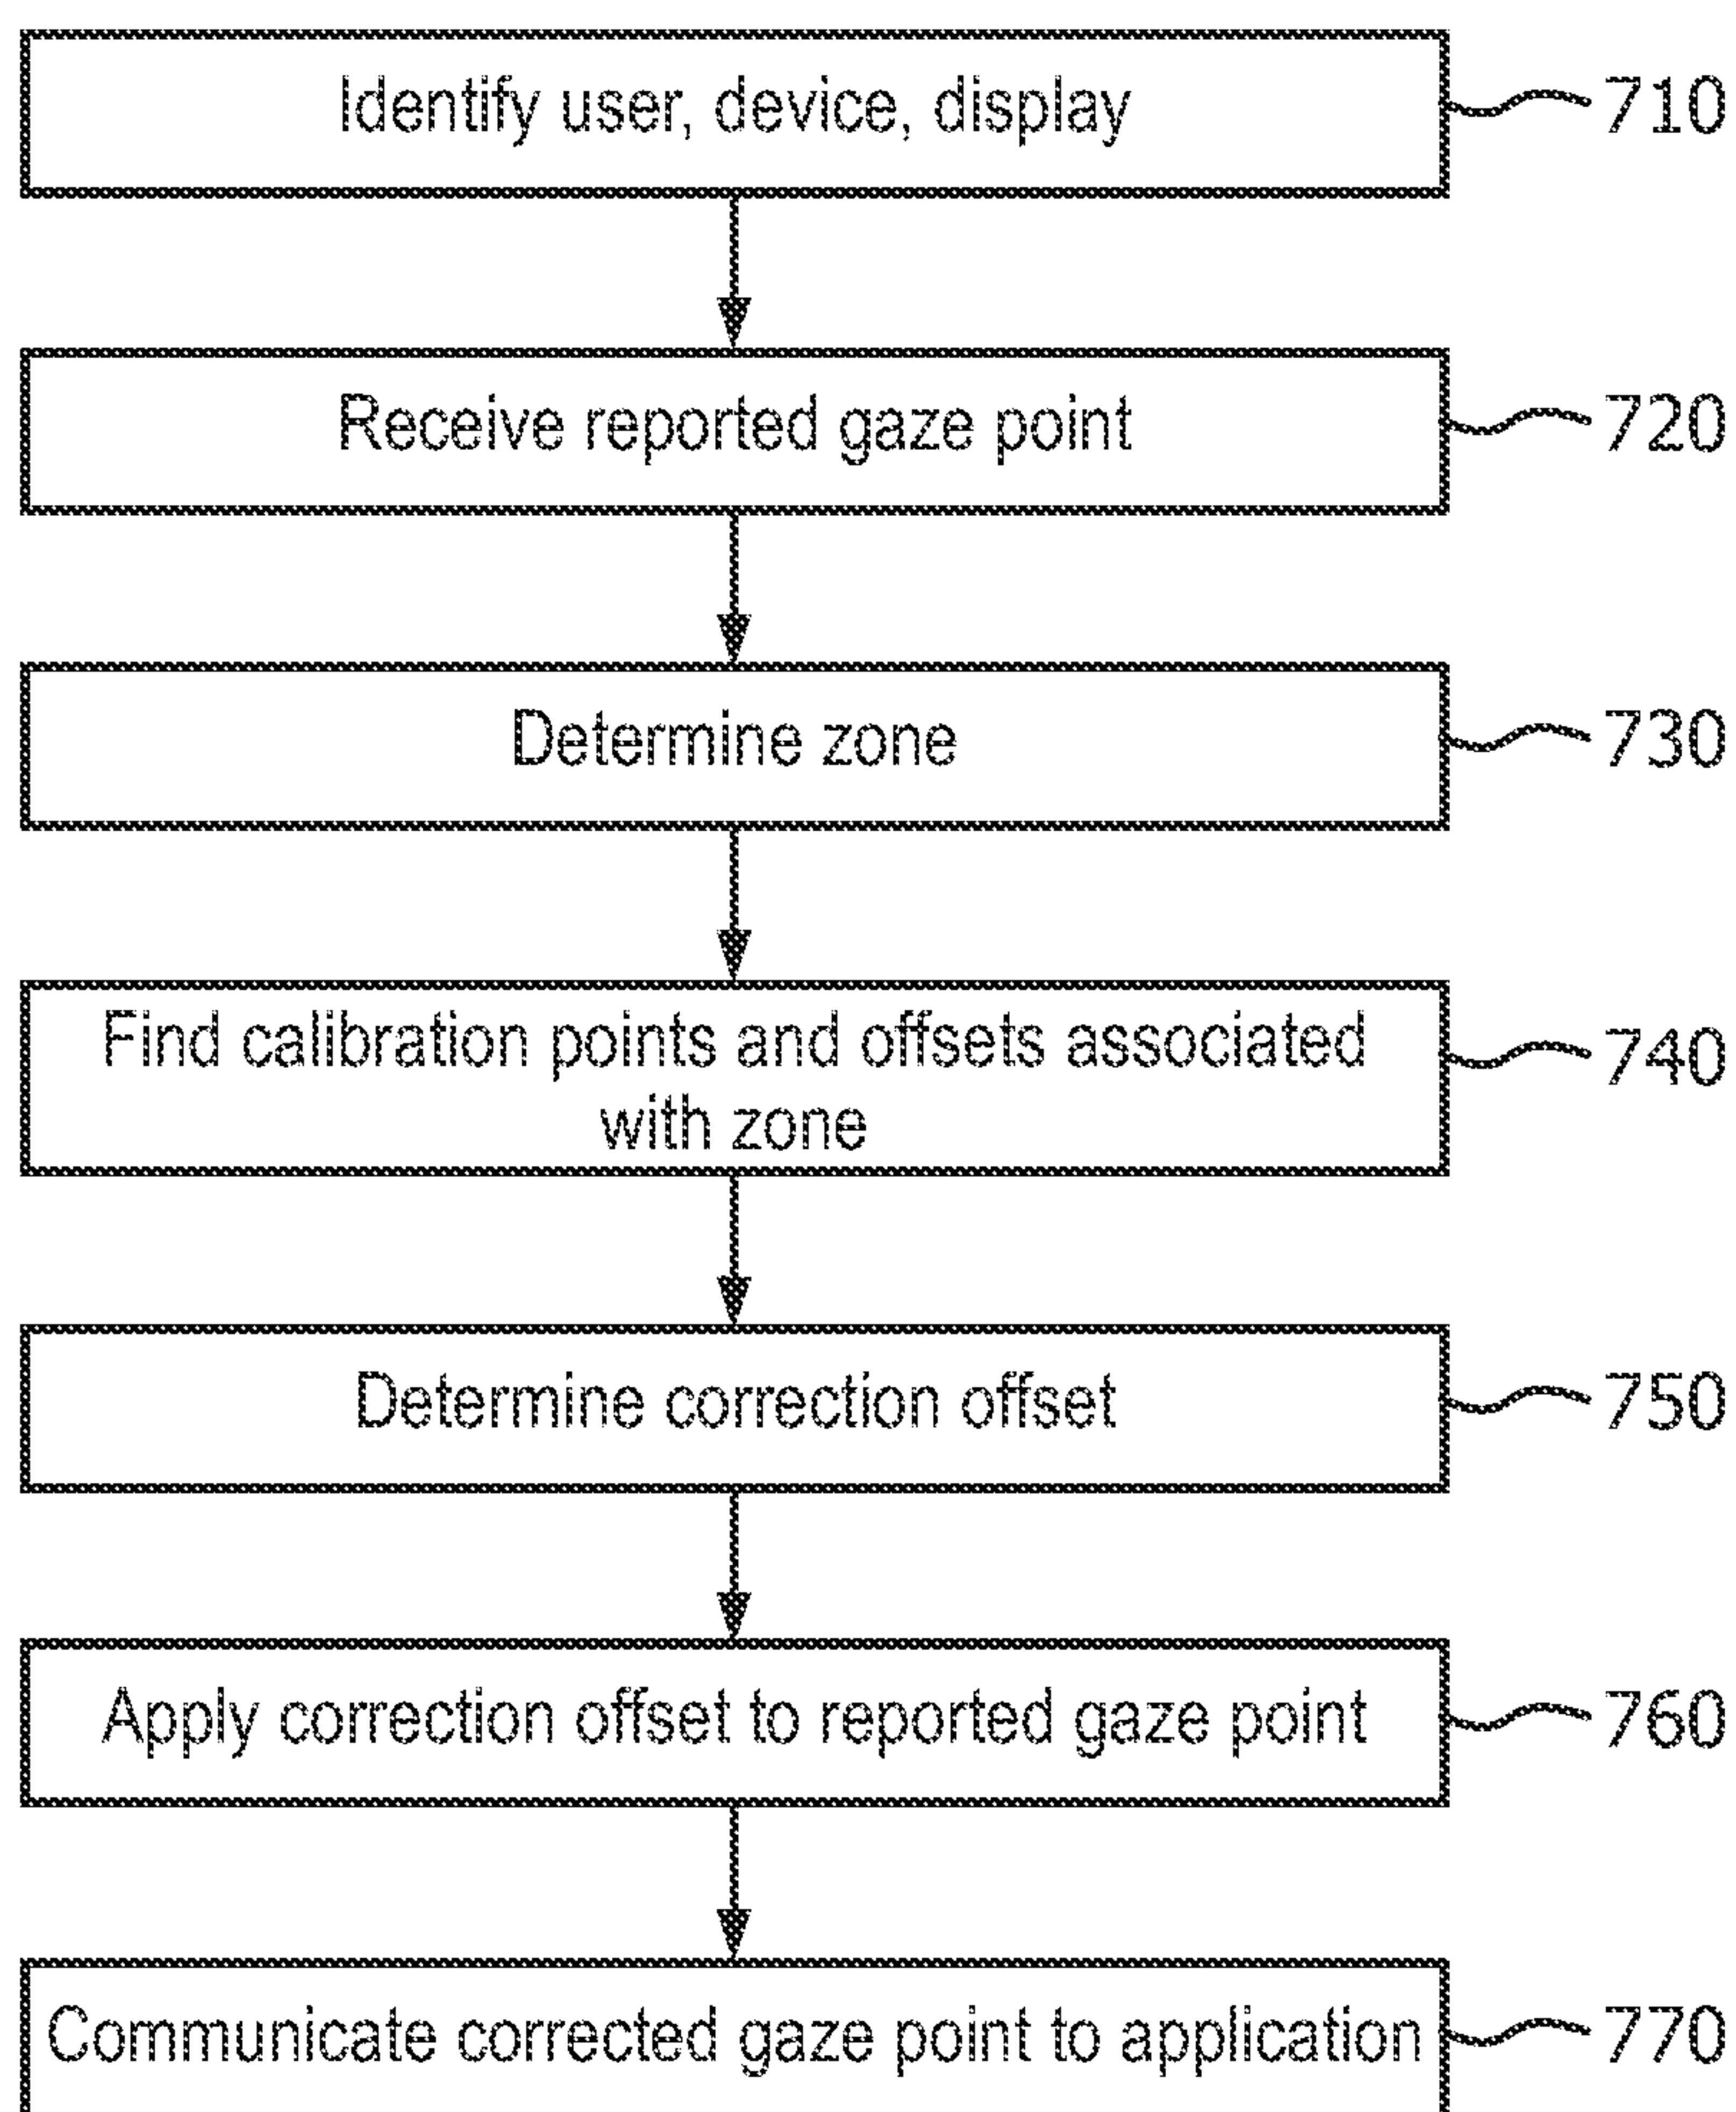 Identify user, device, display 710
Receive reported gaze point 720
Determine zone 730
Find calibration points and offsets associated
with zone 740
Determine correction offset 750
Apply correction offset to reported gaze point 760
Communicate corrected gaze point to application 770